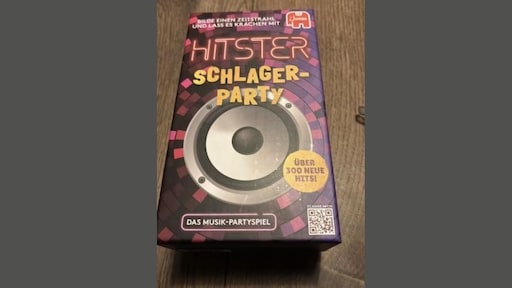 BILDE EINEN ZEITSTRAHL
UND LASS ES KRACHEN MIT
Jumbo
HITSTER
SCHLAGER-
PARTY
ÜBER
300 NEUE
HITS!
DAS MUSIK-PARTYSPIEL